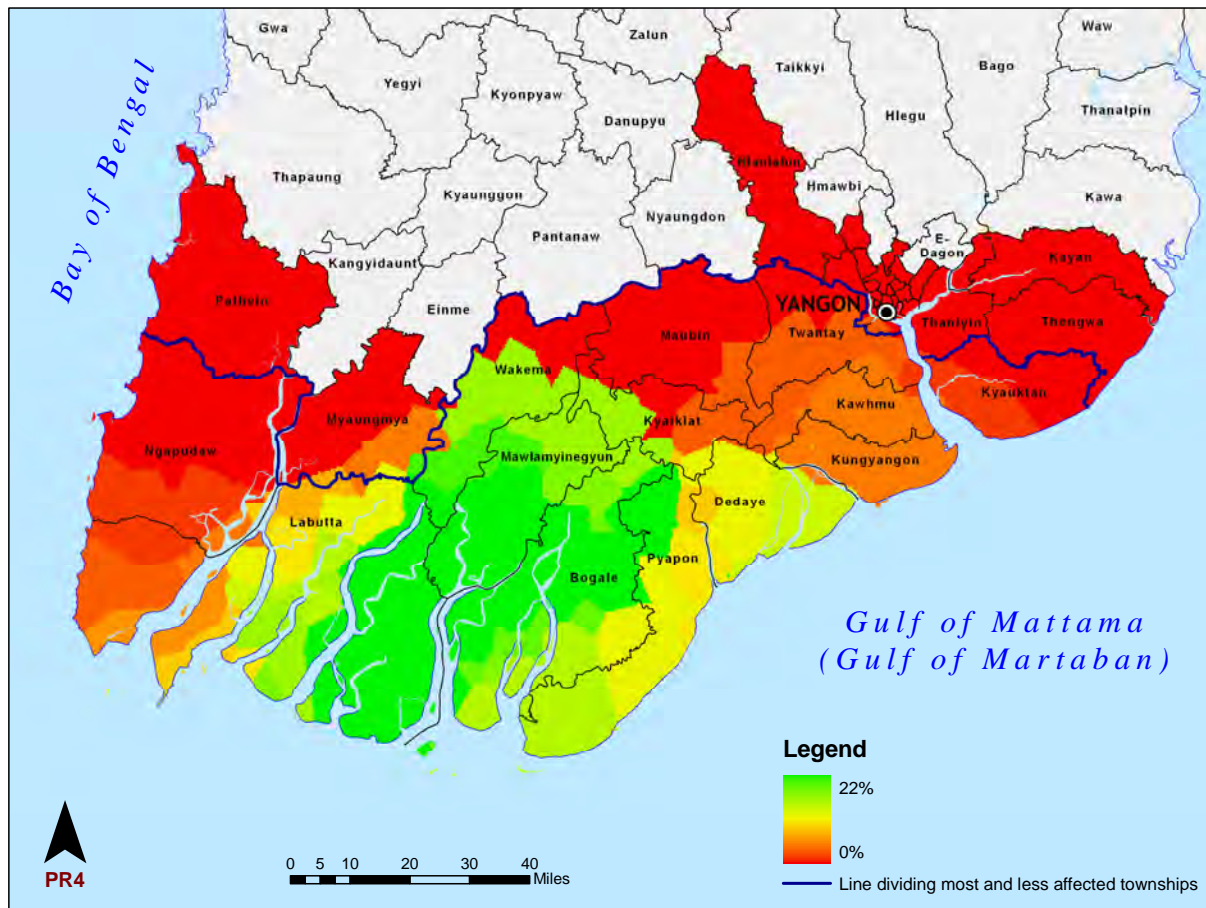 Gwa
Zalun
Waw
Taikkyi
Bago
Yegyi
Kyonpyaw
Danupyu
Hlegu
Thanalpin
Bay of Bengal
Thapaung
Kyaunggon
Hlanlabin
Hmawbi
Kawa
Nyaungdon
Pantanaw
Kangyidaunt
E-
Dagon
Kayan
Einme
Pathein
YANGON
Thanlyin
Thengwa
Maubin
Twantay
Wakema
Kyauktan
Kawhmu
Myaungmya
Kyaiklat
Ngapudaw
Mawlamyinegyun
Kungyangon
Dedaye
Labutta
Pyapon
Bogale
Gulf of Mattama
(Gulf of Martaban)
Legend
22%
0%
Line dividing most and less affected townships
PR4
0 5 10 20 30 40
Miles